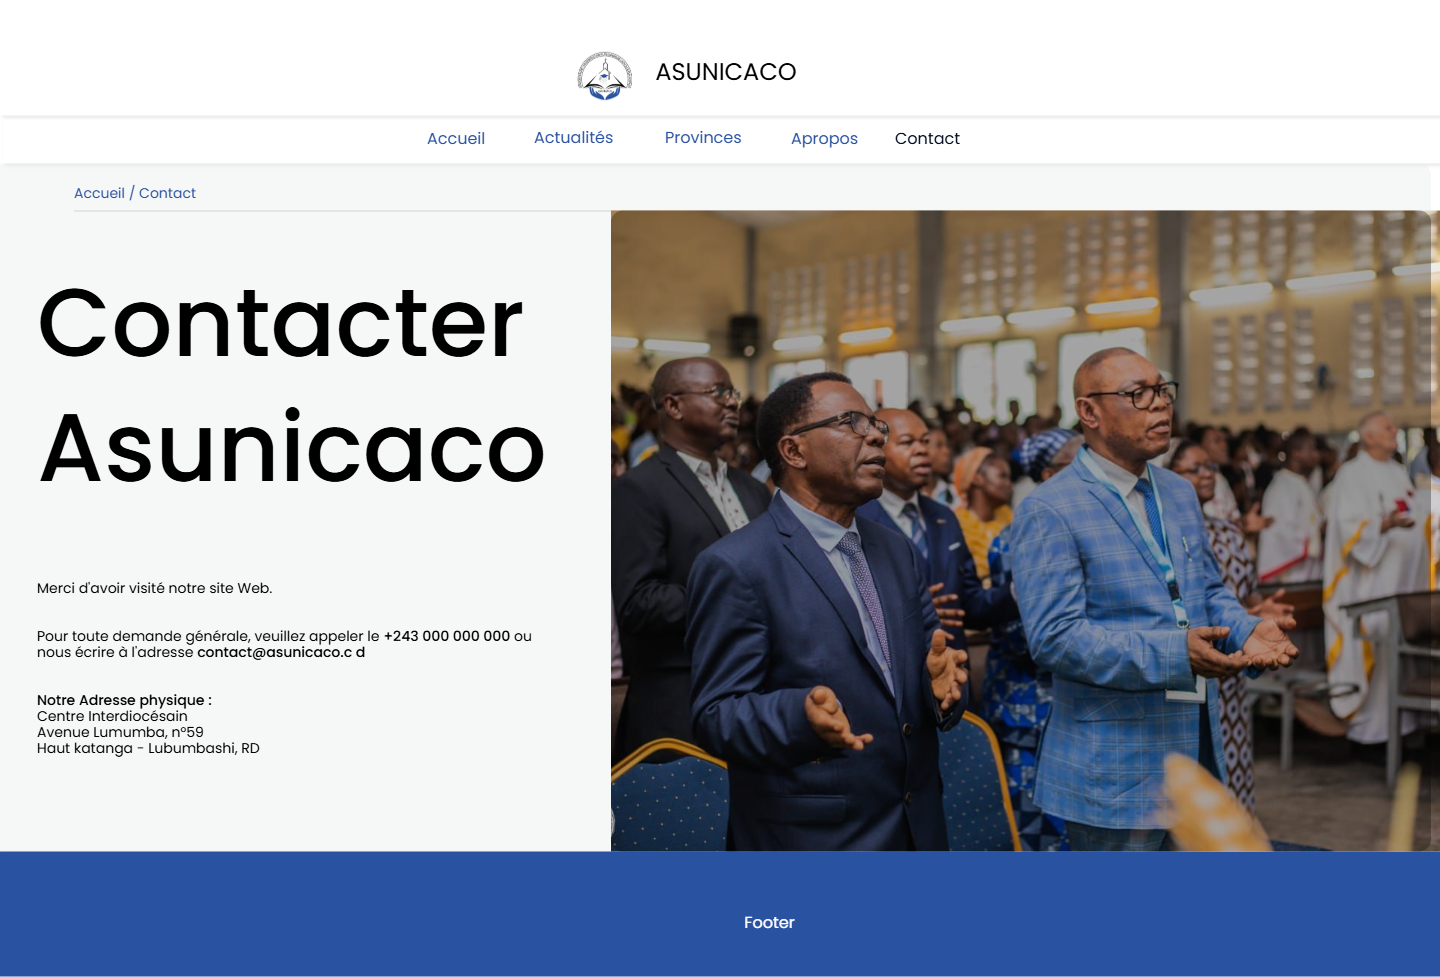 ASUNICACO
Accueil Actualités Provinces Apropos Contact
Accueil / Contact
Contacter
Asunicaco
Merci d'avoir visité notre site Web.
Pour toute demande générale, veuillez appeler le +243 000 000 000 ou
nous écrire à l'adresse contact@asunicaco.c d
Notre Adresse physique :
Centre Interdiocésain
Avenue Lumumba, n°59
Haut katanga - Lubumbashi, RD
Footer